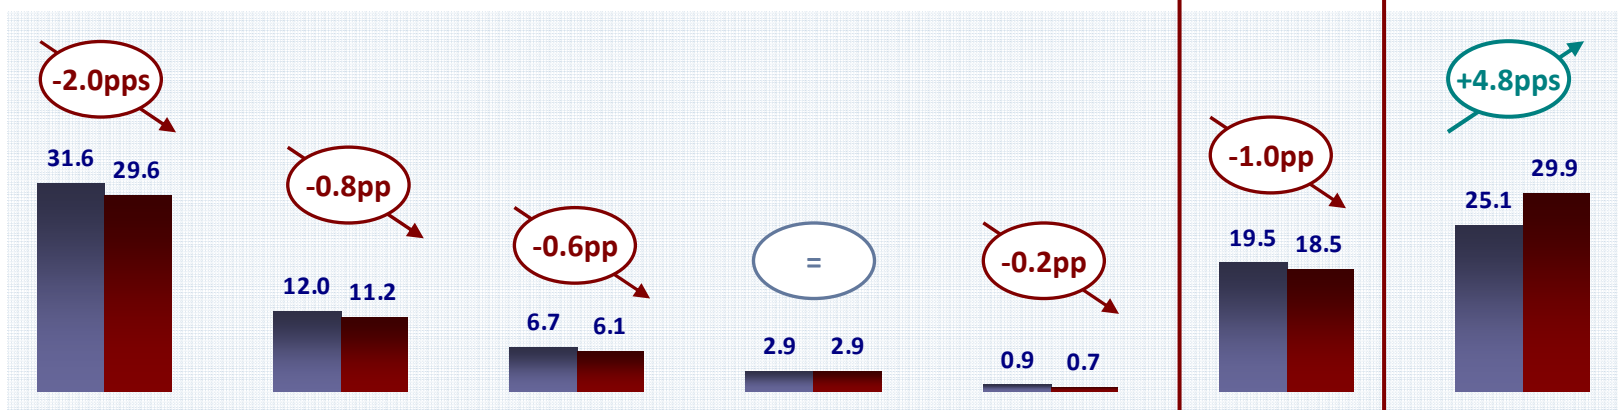 -2.0pps
31.6 29.6
-0.8pp
12.0 11.2
-0.6pp
6.7 6.1
=
2.9 2.9
-0.2pp
0.9 0.7
-1.0pp
19.5 18.5
+4.8pps
25.1 29.9